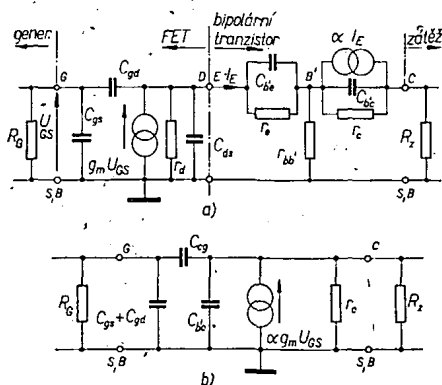 gener.
FET
bipolární
tranzistor
zátěž
G
C_gd
D
E
I_E
C_b'e
B'
α I_E
C_b'c
C
R_G
U_GS
C_gs
g_m U_GS
r_d
C_ds
r_e
r_bb'
r_c
R_z
S,B
S,B
a)
G
C_cg
C
R_G
C_gs + C_gd
C_b'c
α g_m U_GS
r_c
R_z
S,B
S,B
b)